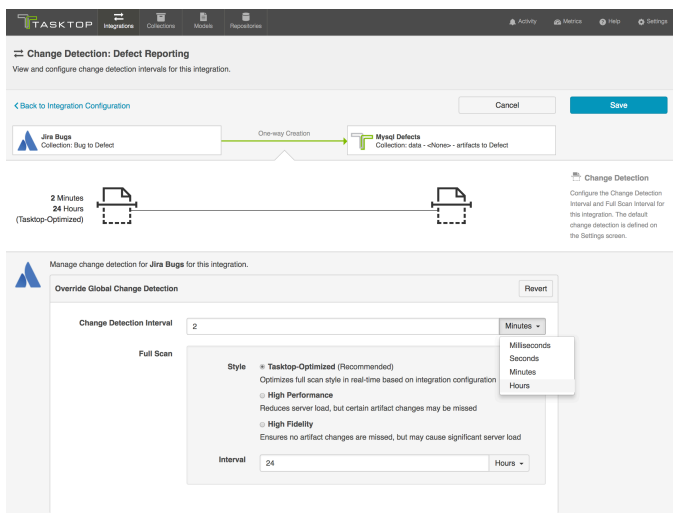 TASKTOP
Integrations
Collections
Models
Repositories
Activity
Metrics
Help
Settings
Change Detection: Defect Reporting
View and configure change detection intervals for this integration.
Back to Integration Configuration
Cancel
Save
Jira Bugs
Collection: Bug to Defect
One-way Creation
Mysql Defects
Collection: data - <None> - artifacts to Defect
2 Minutes
24 Hours
(Tasktop-Optimized)
Change Detection
Configure the Change Detection
Interval and Full Scan Interval for
this integration. The default
change detection is defined on
the Settings screen.
Manage change detection for Jira Bugs for this integration.
Override Global Change Detection
Revert
Change Detection Interval
2
Minutes
Milliseconds
Seconds
Minutes
Hours
Full Scan
Style
Tasktop-Optimized (Recommended)
Optimizes full scan style in real-time based on integration configuration
High Performance
Reduces server load, but certain artifact changes may be missed
High Fidelity
Ensures no artifact changes are missed, but may cause significant server load
Interval
24
Hours